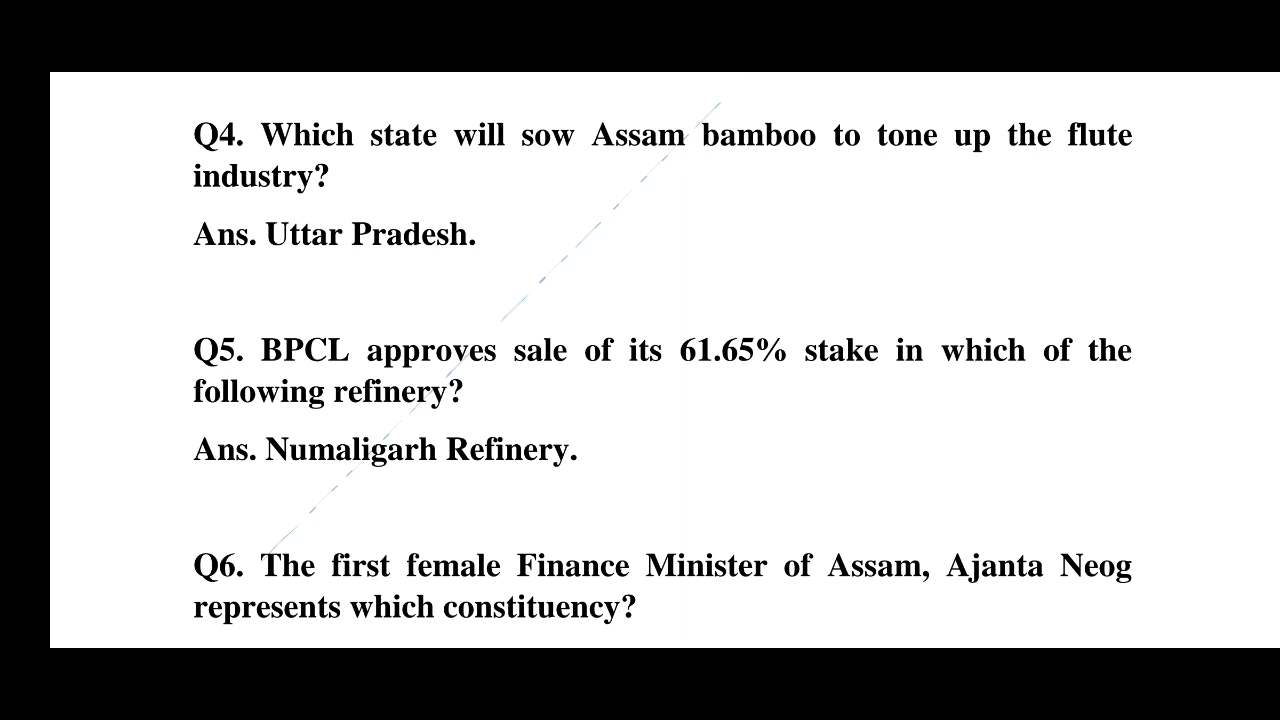 Q4. Which state will sow Assam bamboo to tone up the flute
industry?
Ans. Uttar Pradesh.
Q5. BPCL approves sale of its 61.65% stake in which of the
following refinery?
Ans. Numaligarh Refinery.
Q6. The first female Finance Minister of Assam, Ajanta Neog
represents which constituency?